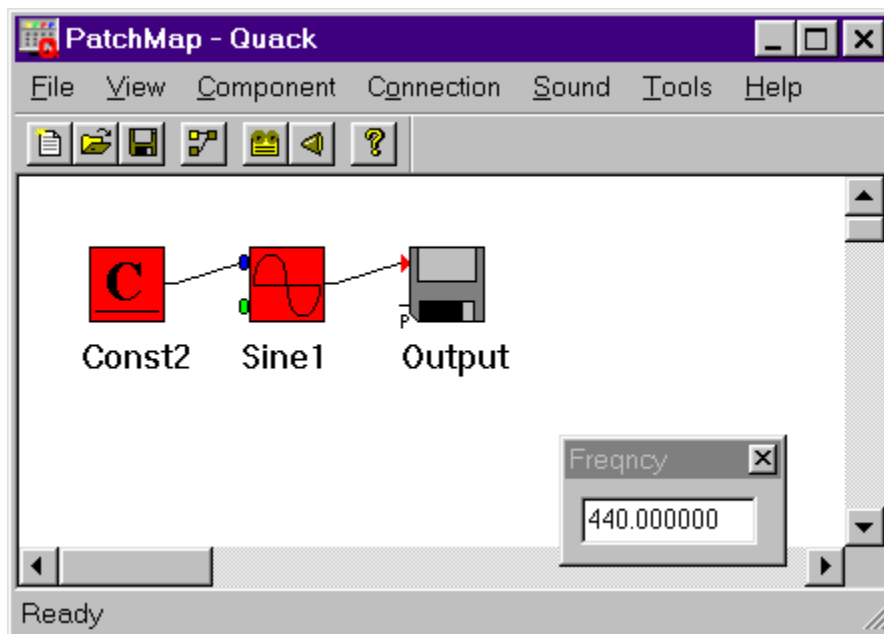 PatchMap - Quack
File View Component Connection Sound Tools Help
C
P
Const2 Sine1 Output
Freqncy
440.000000
Ready